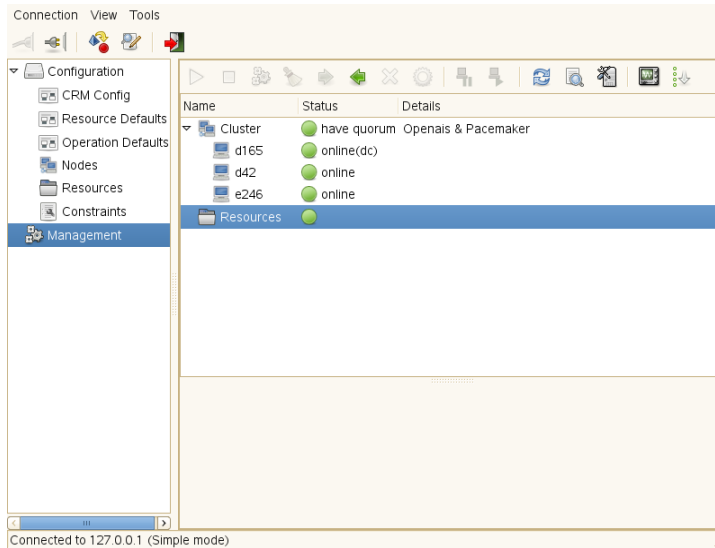 Connection View Tools
Configuration
CRM Config
Resource Defaults
Operation Defaults
Nodes
Resources
Constraints
Management
Name Status Details
Cluster have quorum Openais & Pacemaker
d165 online(dc)
d42 online
e246 online
Resources
Connected to 127.0.0.1 (Simple mode)